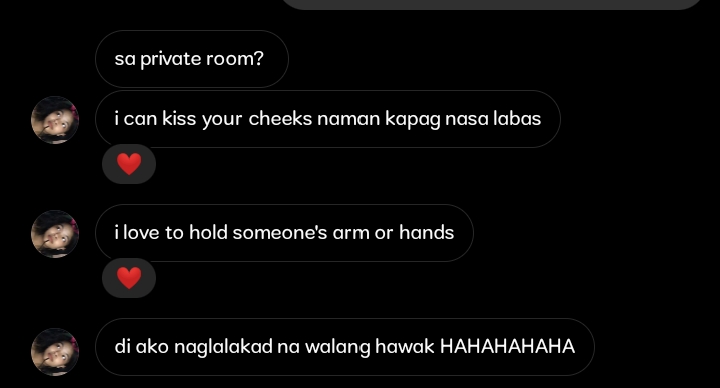 sa private room?
i can kiss your cheeks naman kapag nasa labas
i love to hold someone's arm or hands
di ako naglalakad na walang hawak HAHAHAHAHA